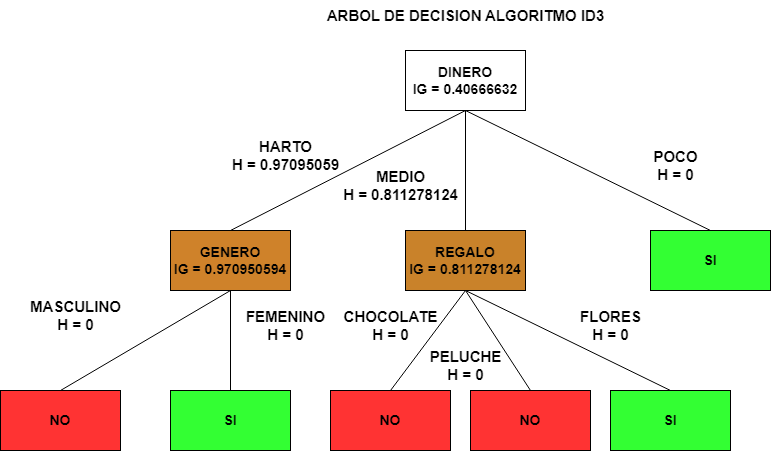 ARBOL DE DECISION ALGORITMO ID3
DINERO
IG = 0.40666632
HARTO
H = 0.97095059
MEDIO
H = 0.811278124
POCO
H = 0
GENERO
IG = 0.970950594
REGALO
IG = 0.811278124
SI
MASCULINO
H = 0
FEMENINO
H = 0
CHOCOLATE
H = 0
PELUCHE
H = 0
FLORES
H = 0
NO
SI
NO
NO
SI